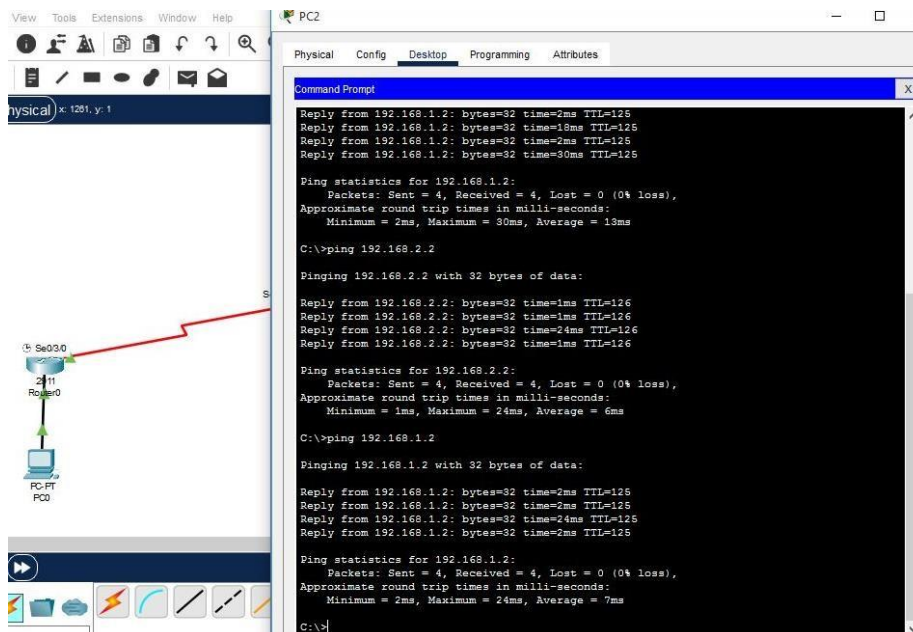 View Tools Extensions Window Help
PC2
Physical Config Desktop Programming Attributes
Command Prompt
X
hysical x: 1261, y: 1
Reply from 192.168.1.2: bytes=32 time=2ms TTL=125
Reply from 192.168.1.2: bytes=32 time=18ms TTL=125
Reply from 192.168.1.2: bytes=32 time=2ms TTL=125
Reply from 192.168.1.2: bytes=32 time=30ms TTL=125
Ping statistics for 192.168.1.2:
Packets: Sent = 4, Received = 4, Lost = 0 (0% loss),
Approximate round trip times in milli-seconds:
Minimum = 2ms, Maximum = 30ms, Average = 13ms
C:\>ping 192.168.2.2
Pinging 192.168.2.2 with 32 bytes of data:
Reply from 192.168.2.2: bytes=32 time=1ms TTL=126
Reply from 192.168.2.2: bytes=32 time=1ms TTL=126
Reply from 192.168.2.2: bytes=32 time=24ms TTL=126
Reply from 192.168.2.2: bytes=32 time=1ms TTL=126
Ping statistics for 192.168.2.2:
Packets: Sent = 4, Received = 4, Lost = 0 (0% loss),
Approximate round trip times in milli-seconds:
Minimum = 1ms, Maximum = 24ms, Average = 6ms
C:\>ping 192.168.1.2
Pinging 192.168.1.2 with 32 bytes of data:
Reply from 192.168.1.2: bytes=32 time=2ms TTL=125
Reply from 192.168.1.2: bytes=32 time=2ms TTL=125
Reply from 192.168.1.2: bytes=32 time=24ms TTL=125
Reply from 192.168.1.2: bytes=32 time=2ms TTL=125
Ping statistics for 192.168.1.2:
Packets: Sent = 4, Received = 4, Lost = 0 (0% loss),
Approximate round trip times in milli-seconds:
Minimum = 2ms, Maximum = 24ms, Average = 7ms
C:\>
S
Se0/3/0
2911
Router0
PC-PT
PC0